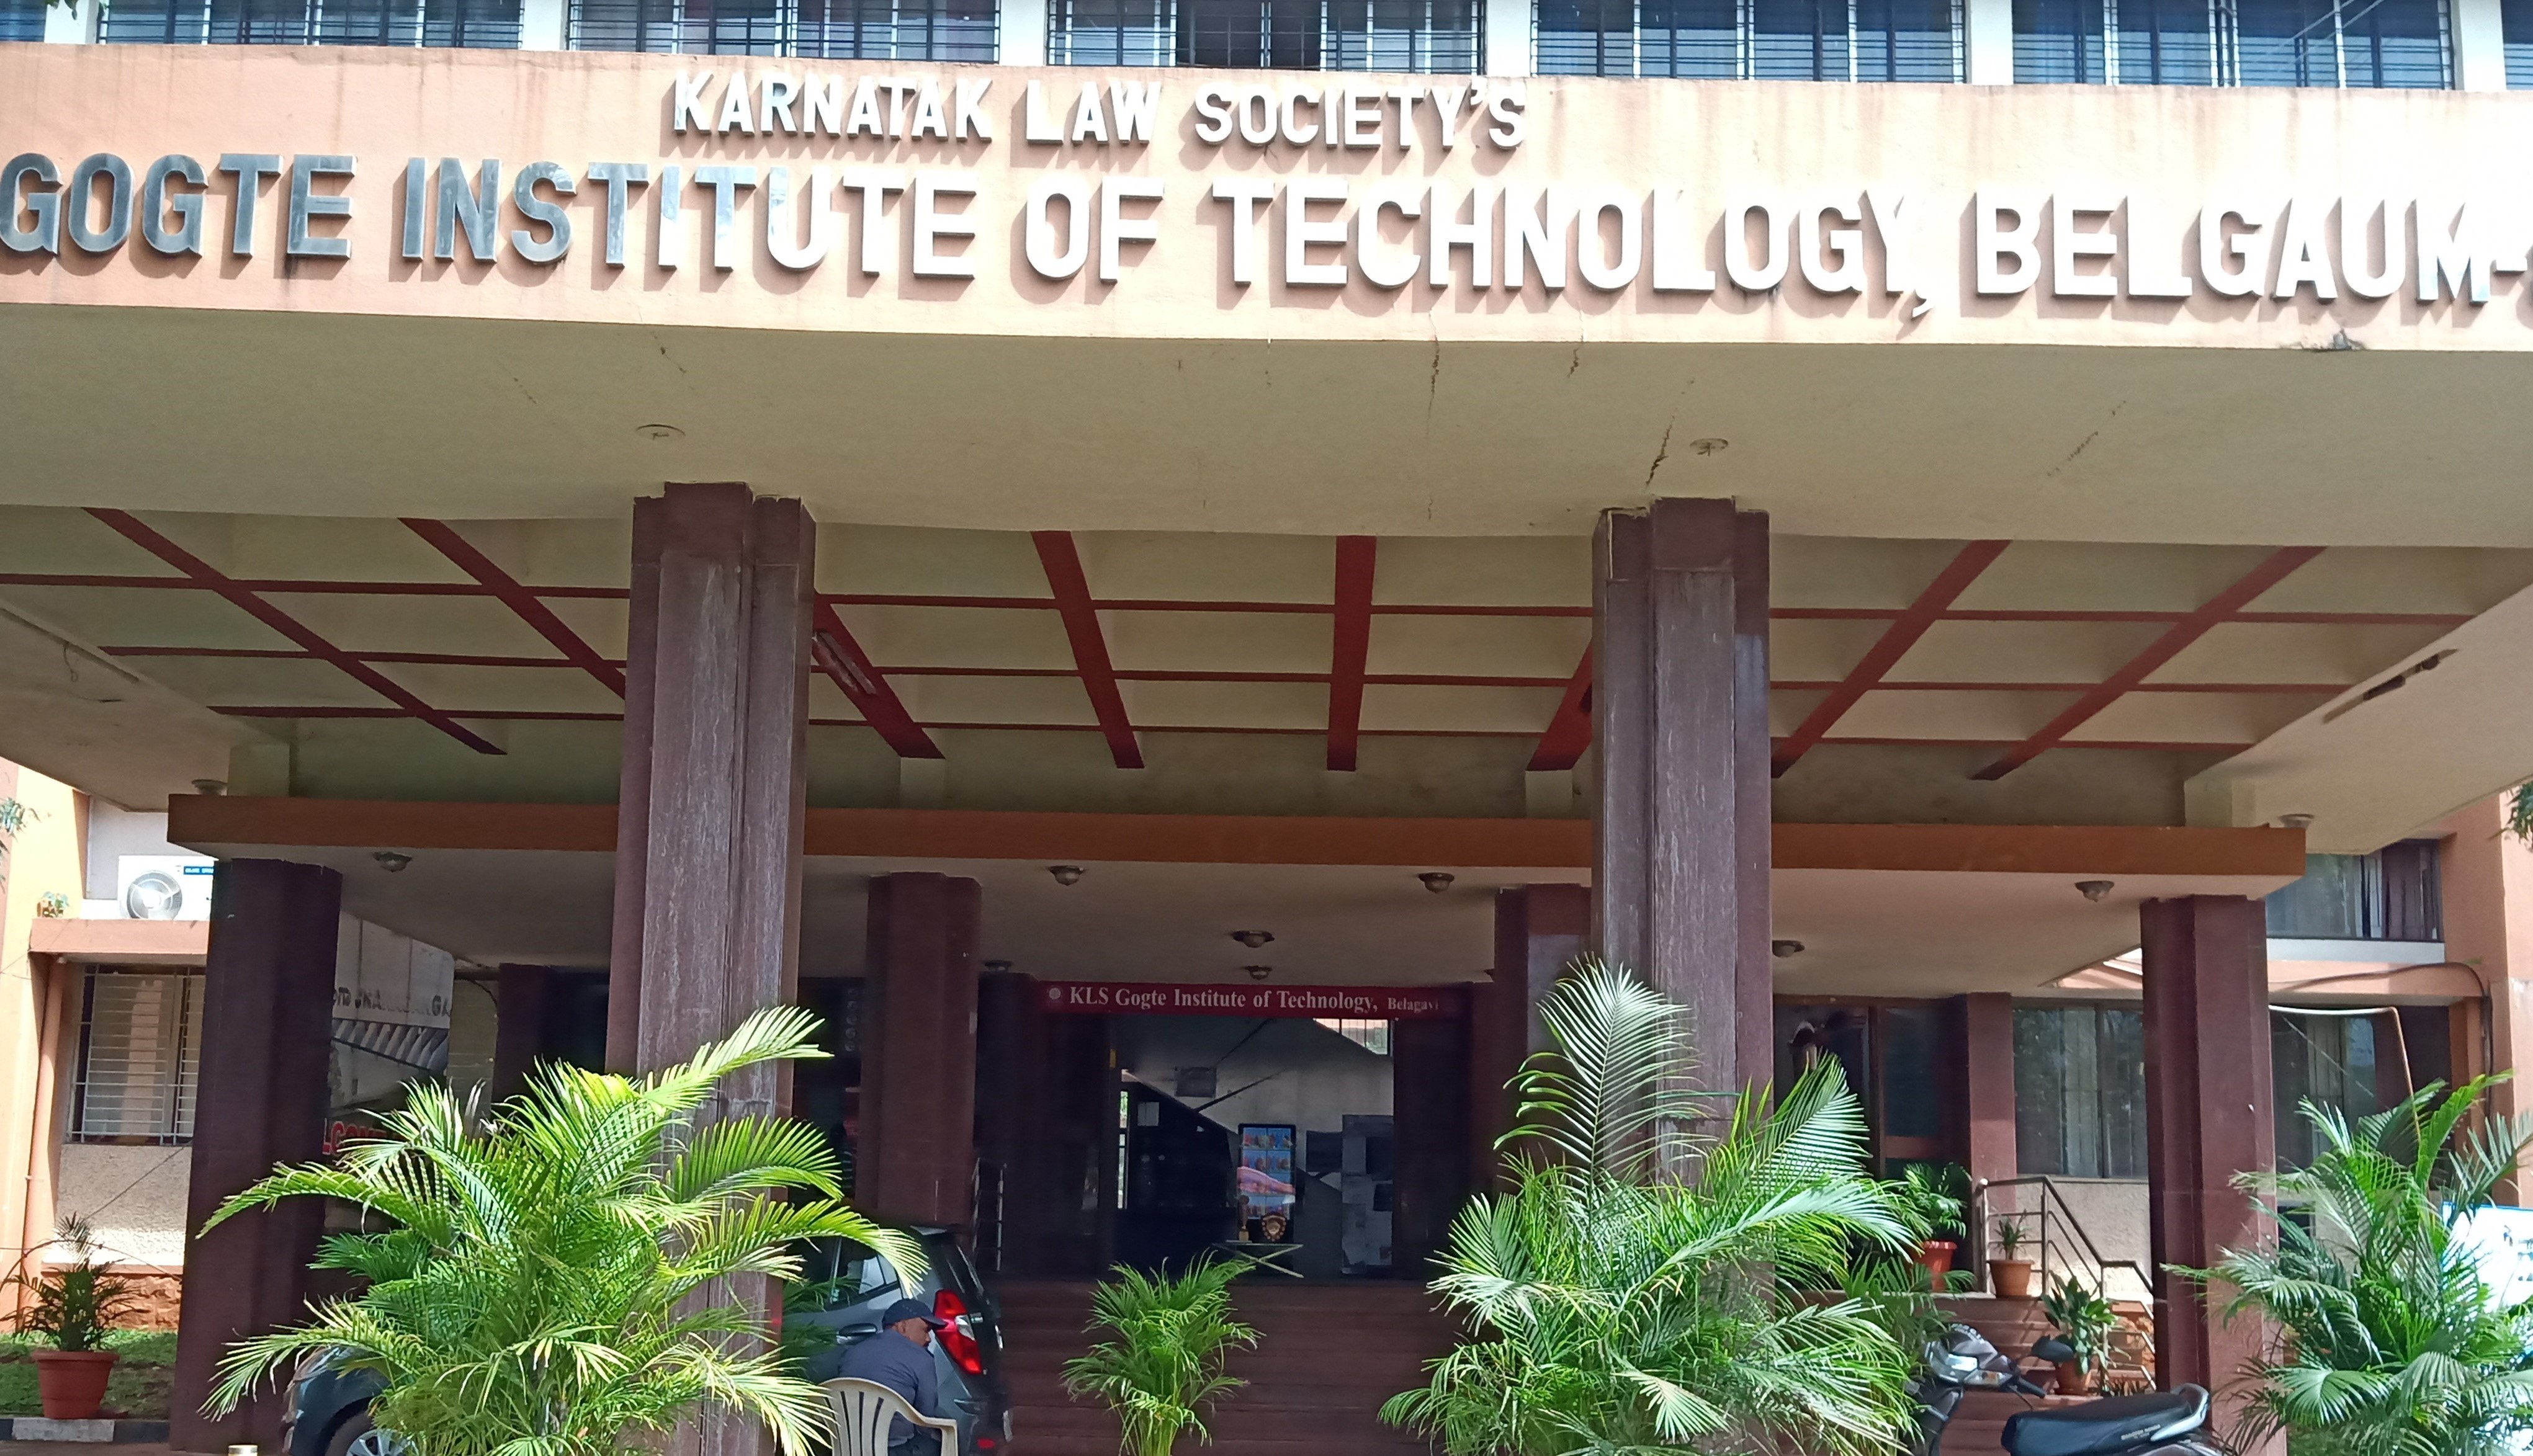 KARNATAK LAW SOCIETY'S
GOGTE INSTITUTE OF TECHNOLOGY, BELGAUM-
KLS Gogte Institute of Technology, Belagavi